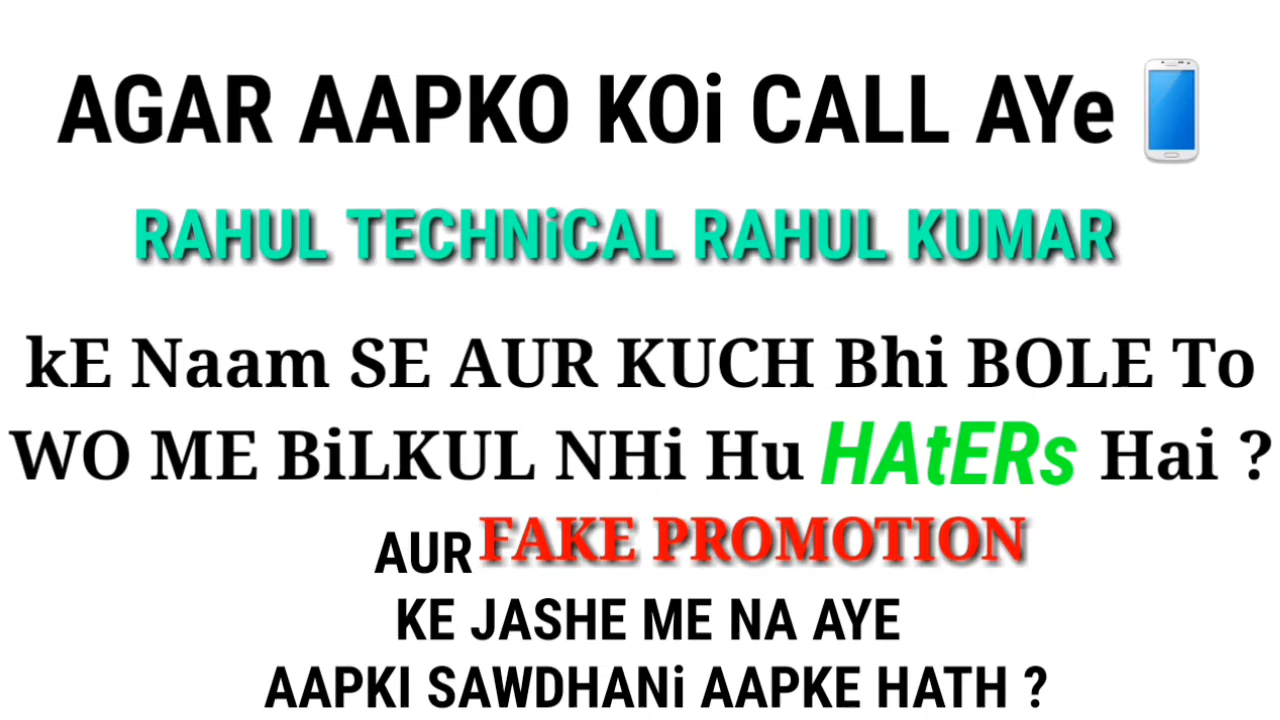 AGAR AAPKO KOi CALL AYe
RAHUL TECHNiCAL RAHUL KUMAR
kE Naam SE AUR KUCH Bhi BOLE To
WO ME BiLKUL NHi Hu HAtERs Hai ?
AUR FAKE PROMOTION
KE JASHE ME NA AYE
AAPKI SAWDHANi AAPKE HATH ?